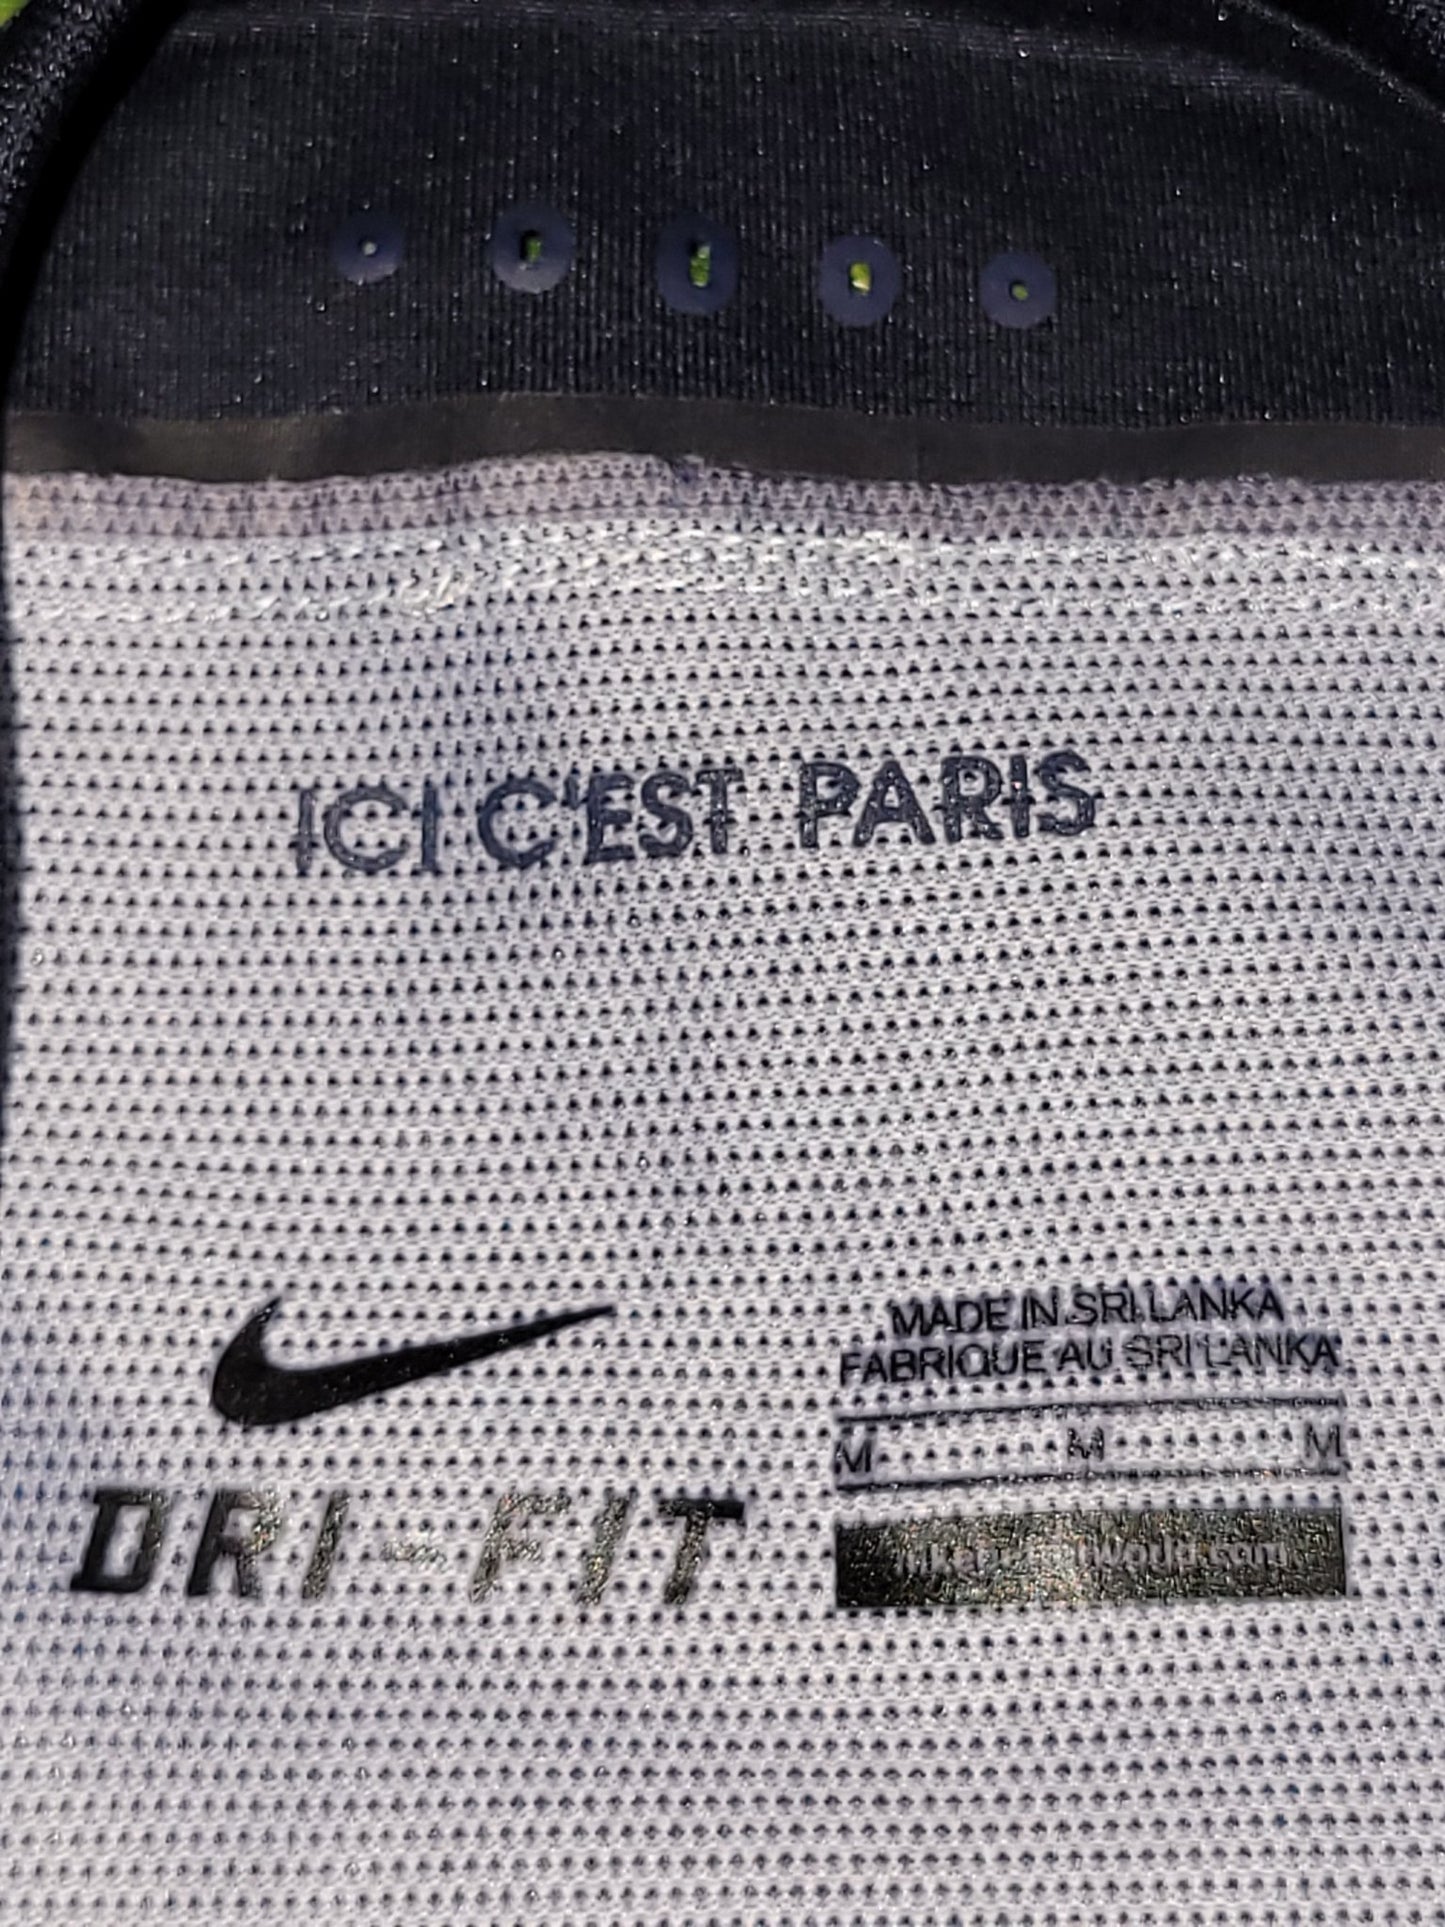 ICI C'EST PARIS
MADE IN SRI LANKA
FABRIQUE AU SRI LANKA
M M M
DRI-FIT